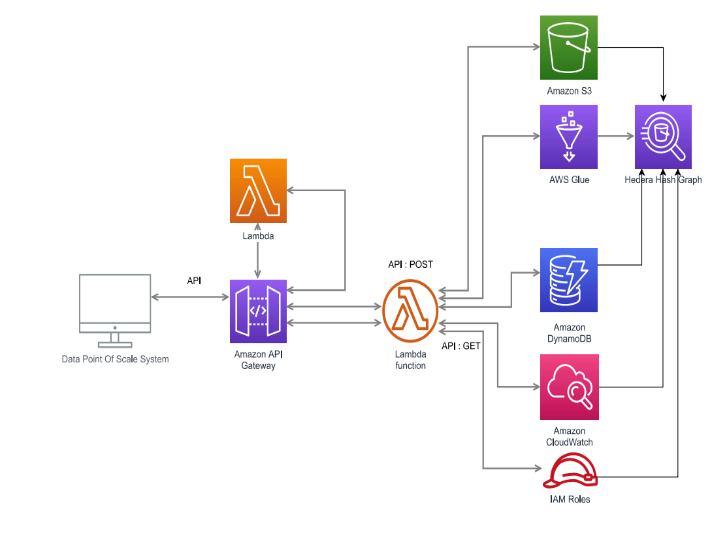 Amazon S3
AWS Glue
Hedera Hash Graph
Lambda
API : POST
API
Data Point Of Scale System
Amazon API
Gateway
Lambda
function
API : GET
Amazon
DynamoDB
Amazon
CloudWatch
IAM Roles